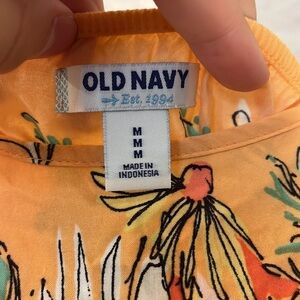 OLD NAVY
Est. 1994
M
M
M
MADE IN
INDONESIA